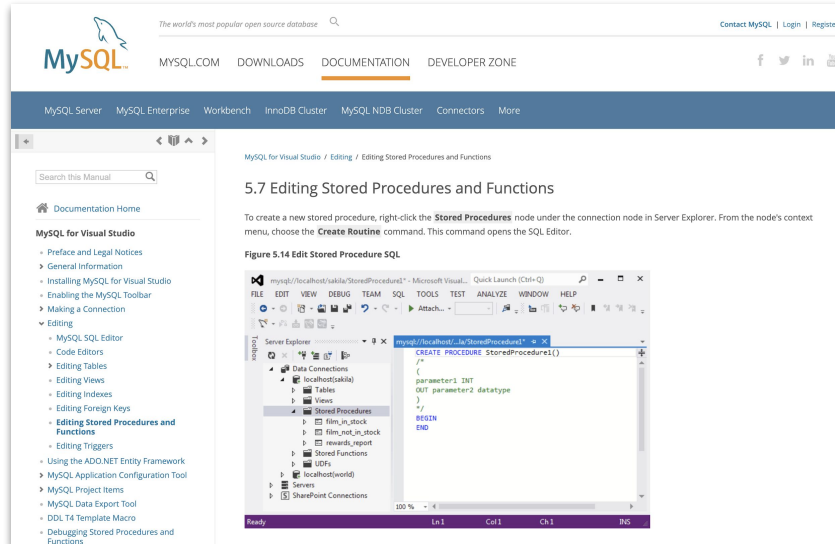 The world's most popular open source database
Contact MySQL | Login | Registe
MySQL
MYSQL.COM DOWNLOADS DOCUMENTATION DEVELOPER ZONE
MySQL Server MySQL Enterprise Workbench InnoDB Cluster MySQL NDB Cluster Connectors More
Search this Manual
Documentation Home
MySQL for Visual Studio
Preface and Legal Notices
General Information
Installing MySQL for Visual Studio
Enabling the MySQL Toolbar
Making a Connection
Editing
MySQL SQL Editor
Code Editors
Editing Tables
Editing Views
Editing Indexes
Editing Foreign Keys
Editing Stored Procedures and
Functions
Editing Triggers
Using the ADO.NET Entity Framework
MySQL Application Configuration Tool
MySQL Project Items
MySQL Data Export Tool
DDL T4 Template Macro
Debugging Stored Procedures and
Functions
MySQL for Visual Studio / Editing / Editing Stored Procedures and Functions
5.7 Editing Stored Procedures and Functions
To create a new stored procedure, right-click the Stored Procedures node under the connection node in Server Explorer. From the node's context
menu, choose the Create Routine command. This command opens the SQL Editor.
Figure 5.14 Edit Stored Procedure SQL
mysql://localhost/sakila/StoredProcedure1* - Microsoft Visual... Quick Launch (Ctrl+Q)
FILE EDIT VIEW DEBUG TEAM SQL TOOLS TEST ANALYZE WINDOW HELP
Attach...
Toolbox
Server Explorer
Data Connections
localhost(sakila)
Tables
Views
Stored Procedures
film_in_stock
film_not_in_stock
rewards_report
Stored Functions
UDFs
localhost(world)
Servers
SharePoint Connections
mysql://localhost/...la/StoredProcedure1*
CREATE PROCEDURE StoredProcedure1()
/*
(
parameter1 INT
OUT parameter2 datatype
)
*/
BEGIN
END
100 %
Ready Ln 1 Col 1 Ch 1 INS